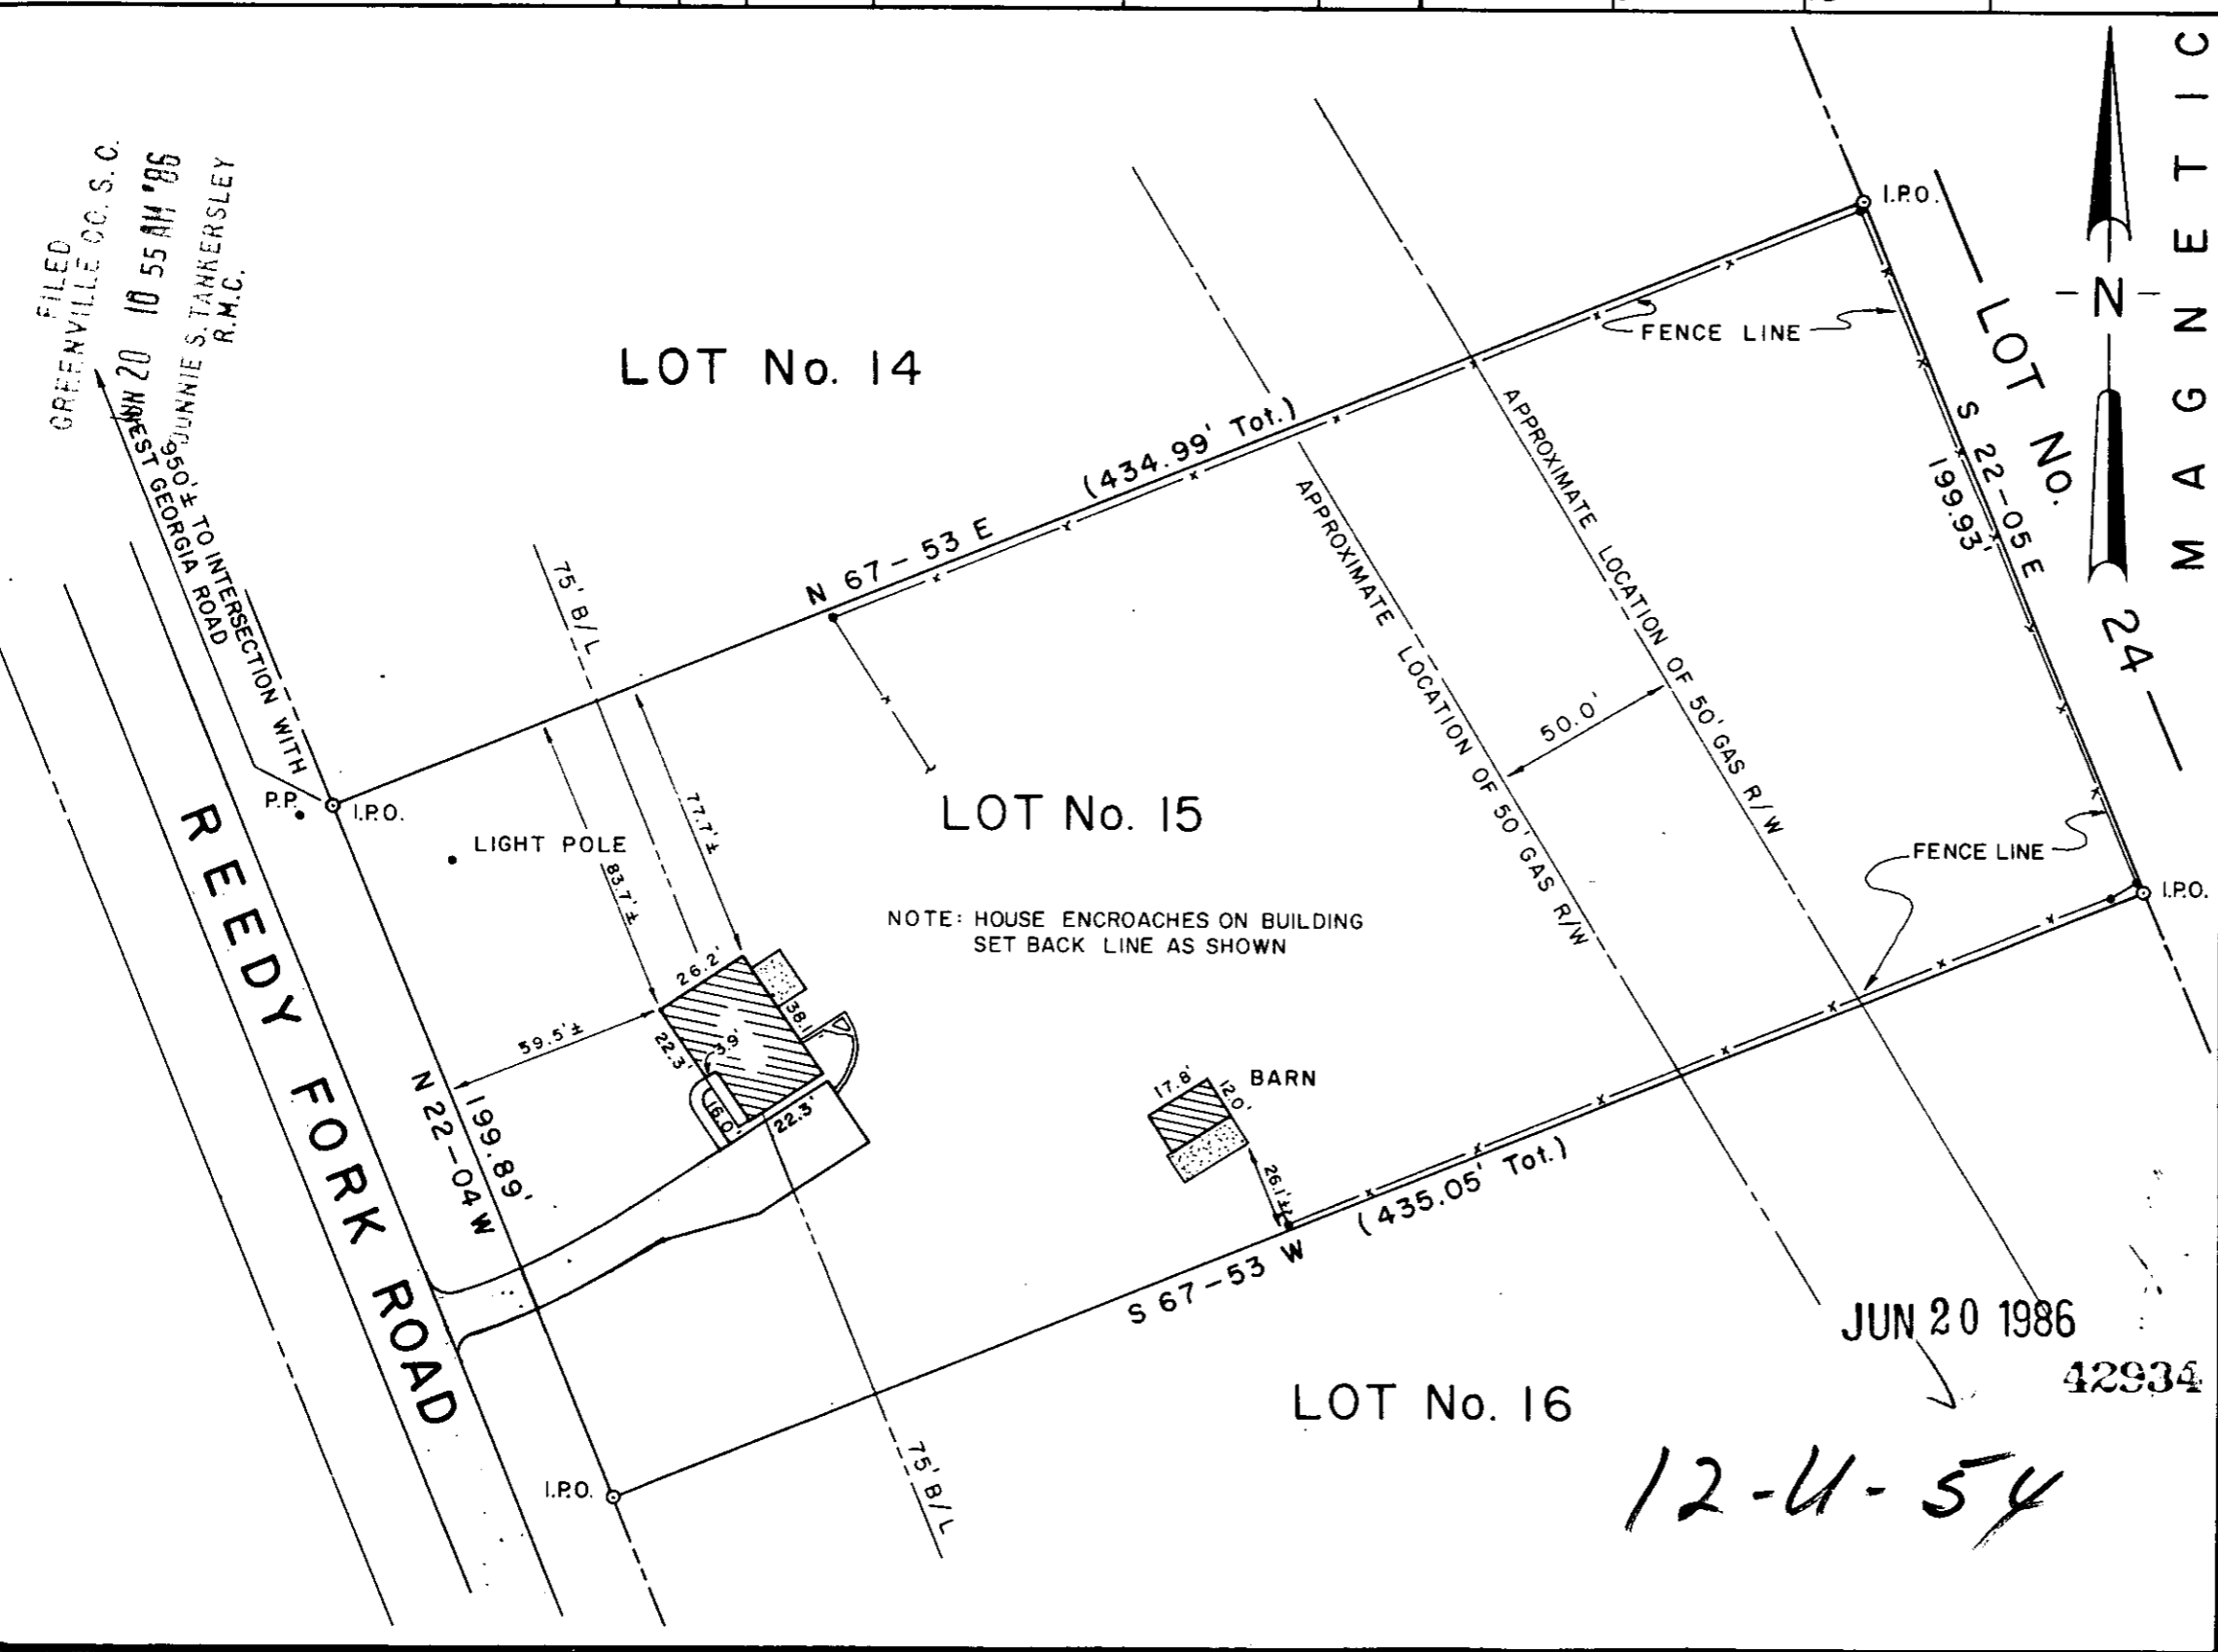 FILED
GREENVILLE CO. S. C.
JUN 20 10 55 AM '86
DONNIE S. TANKERSLEY
R.M.C.
950'± TO INTERSECTION WITH
WEST GEORGIA ROAD
MAGNETIC
N
LOT No. 14
I.P.O.
FENCE LINE
LOT No. 24
S 22-05 E
199.93'
(434.99' Tot.)
N 67-53 E
APPROXIMATE LOCATION OF 50' GAS R/W
APPROXIMATE LOCATION OF 50' GAS R/W
50.0'
75' B/L
P.P.
I.P.O.
LIGHT POLE
77.7'±
83.7'±
LOT No. 15
NOTE: HOUSE ENCROACHES ON BUILDING
SET BACK LINE AS SHOWN
FENCE LINE
I.P.O.
REEDY FORK ROAD
59.5'±
26.2'
38.1
22.3'
3.9'
16.0'
22.3'
N 22-04 W
199.89'
17.8'
12.0'
BARN
26.1'±
(435.05' Tot.)
S 67-53 W
I.P.O.
75' B/L
LOT No. 16
JUN 20 1986
42934
12-U-54